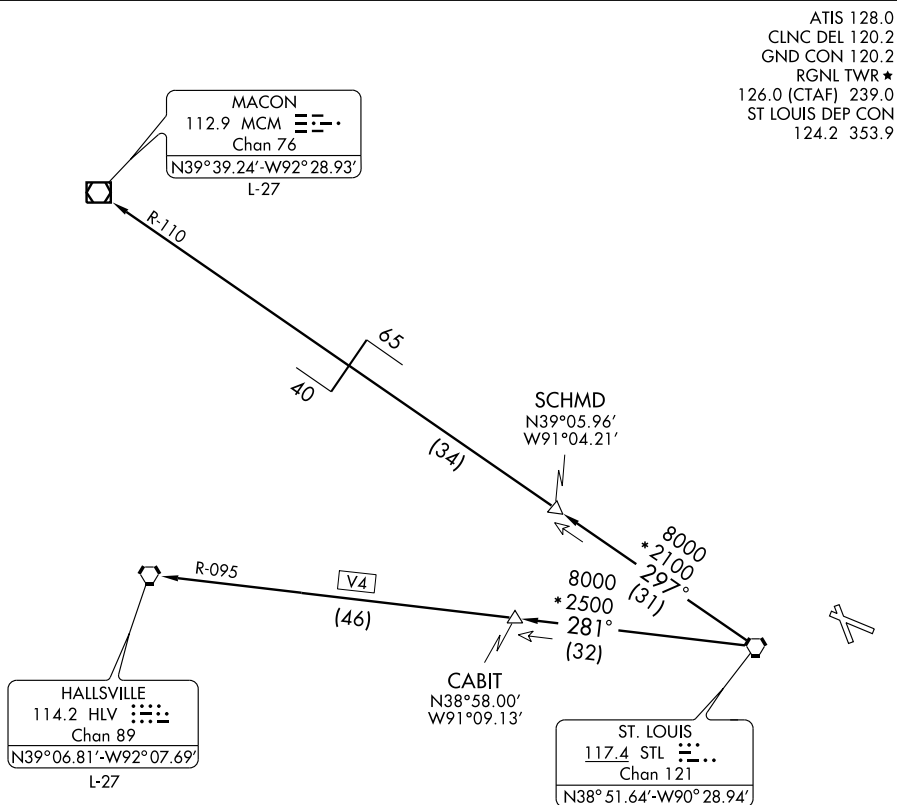 ATIS 128.0
CLNC DEL 120.2
GND CON 120.2
RGNL TWR ★
126.0 (CTAF) 239.0
ST LOUIS DEP CON
124.2 353.9
MACON
112.9 MCM
Chan 76
N39°39.24'-W92°28.93'
L-27
R-110
65
40
(34)
SCHMD
N39°05.96'
W91°04.21'
8000
*2100
297°
(31)
R-095
V4
(46)
8000
*2500
281°
(32)
CABIT
N38°58.00'
W91°09.13'
HALLSVILLE
114.2 HLV
Chan 89
N39°06.81'-W92°07.69'
L-27
ST. LOUIS
117.4 STL
Chan 121
N38°51.64'-W90°28.94'